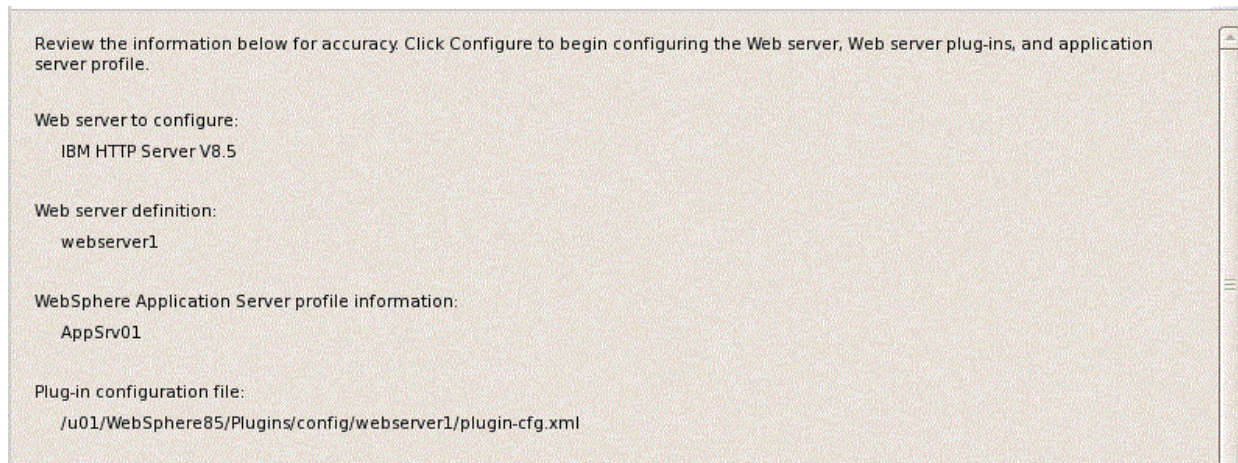 Review the information below for accuracy. Click Configure to begin configuring the Web server, Web server plug-ins, and application
server profile.
Web server to configure:
IBM HTTP Server V8.5
Web server definition:
webserver1
WebSphere Application Server profile information:
AppSrv01
Plug-in configuration file:
/u01/WebSphere85/Plugins/config/webserver1/plugin-cfg.xml